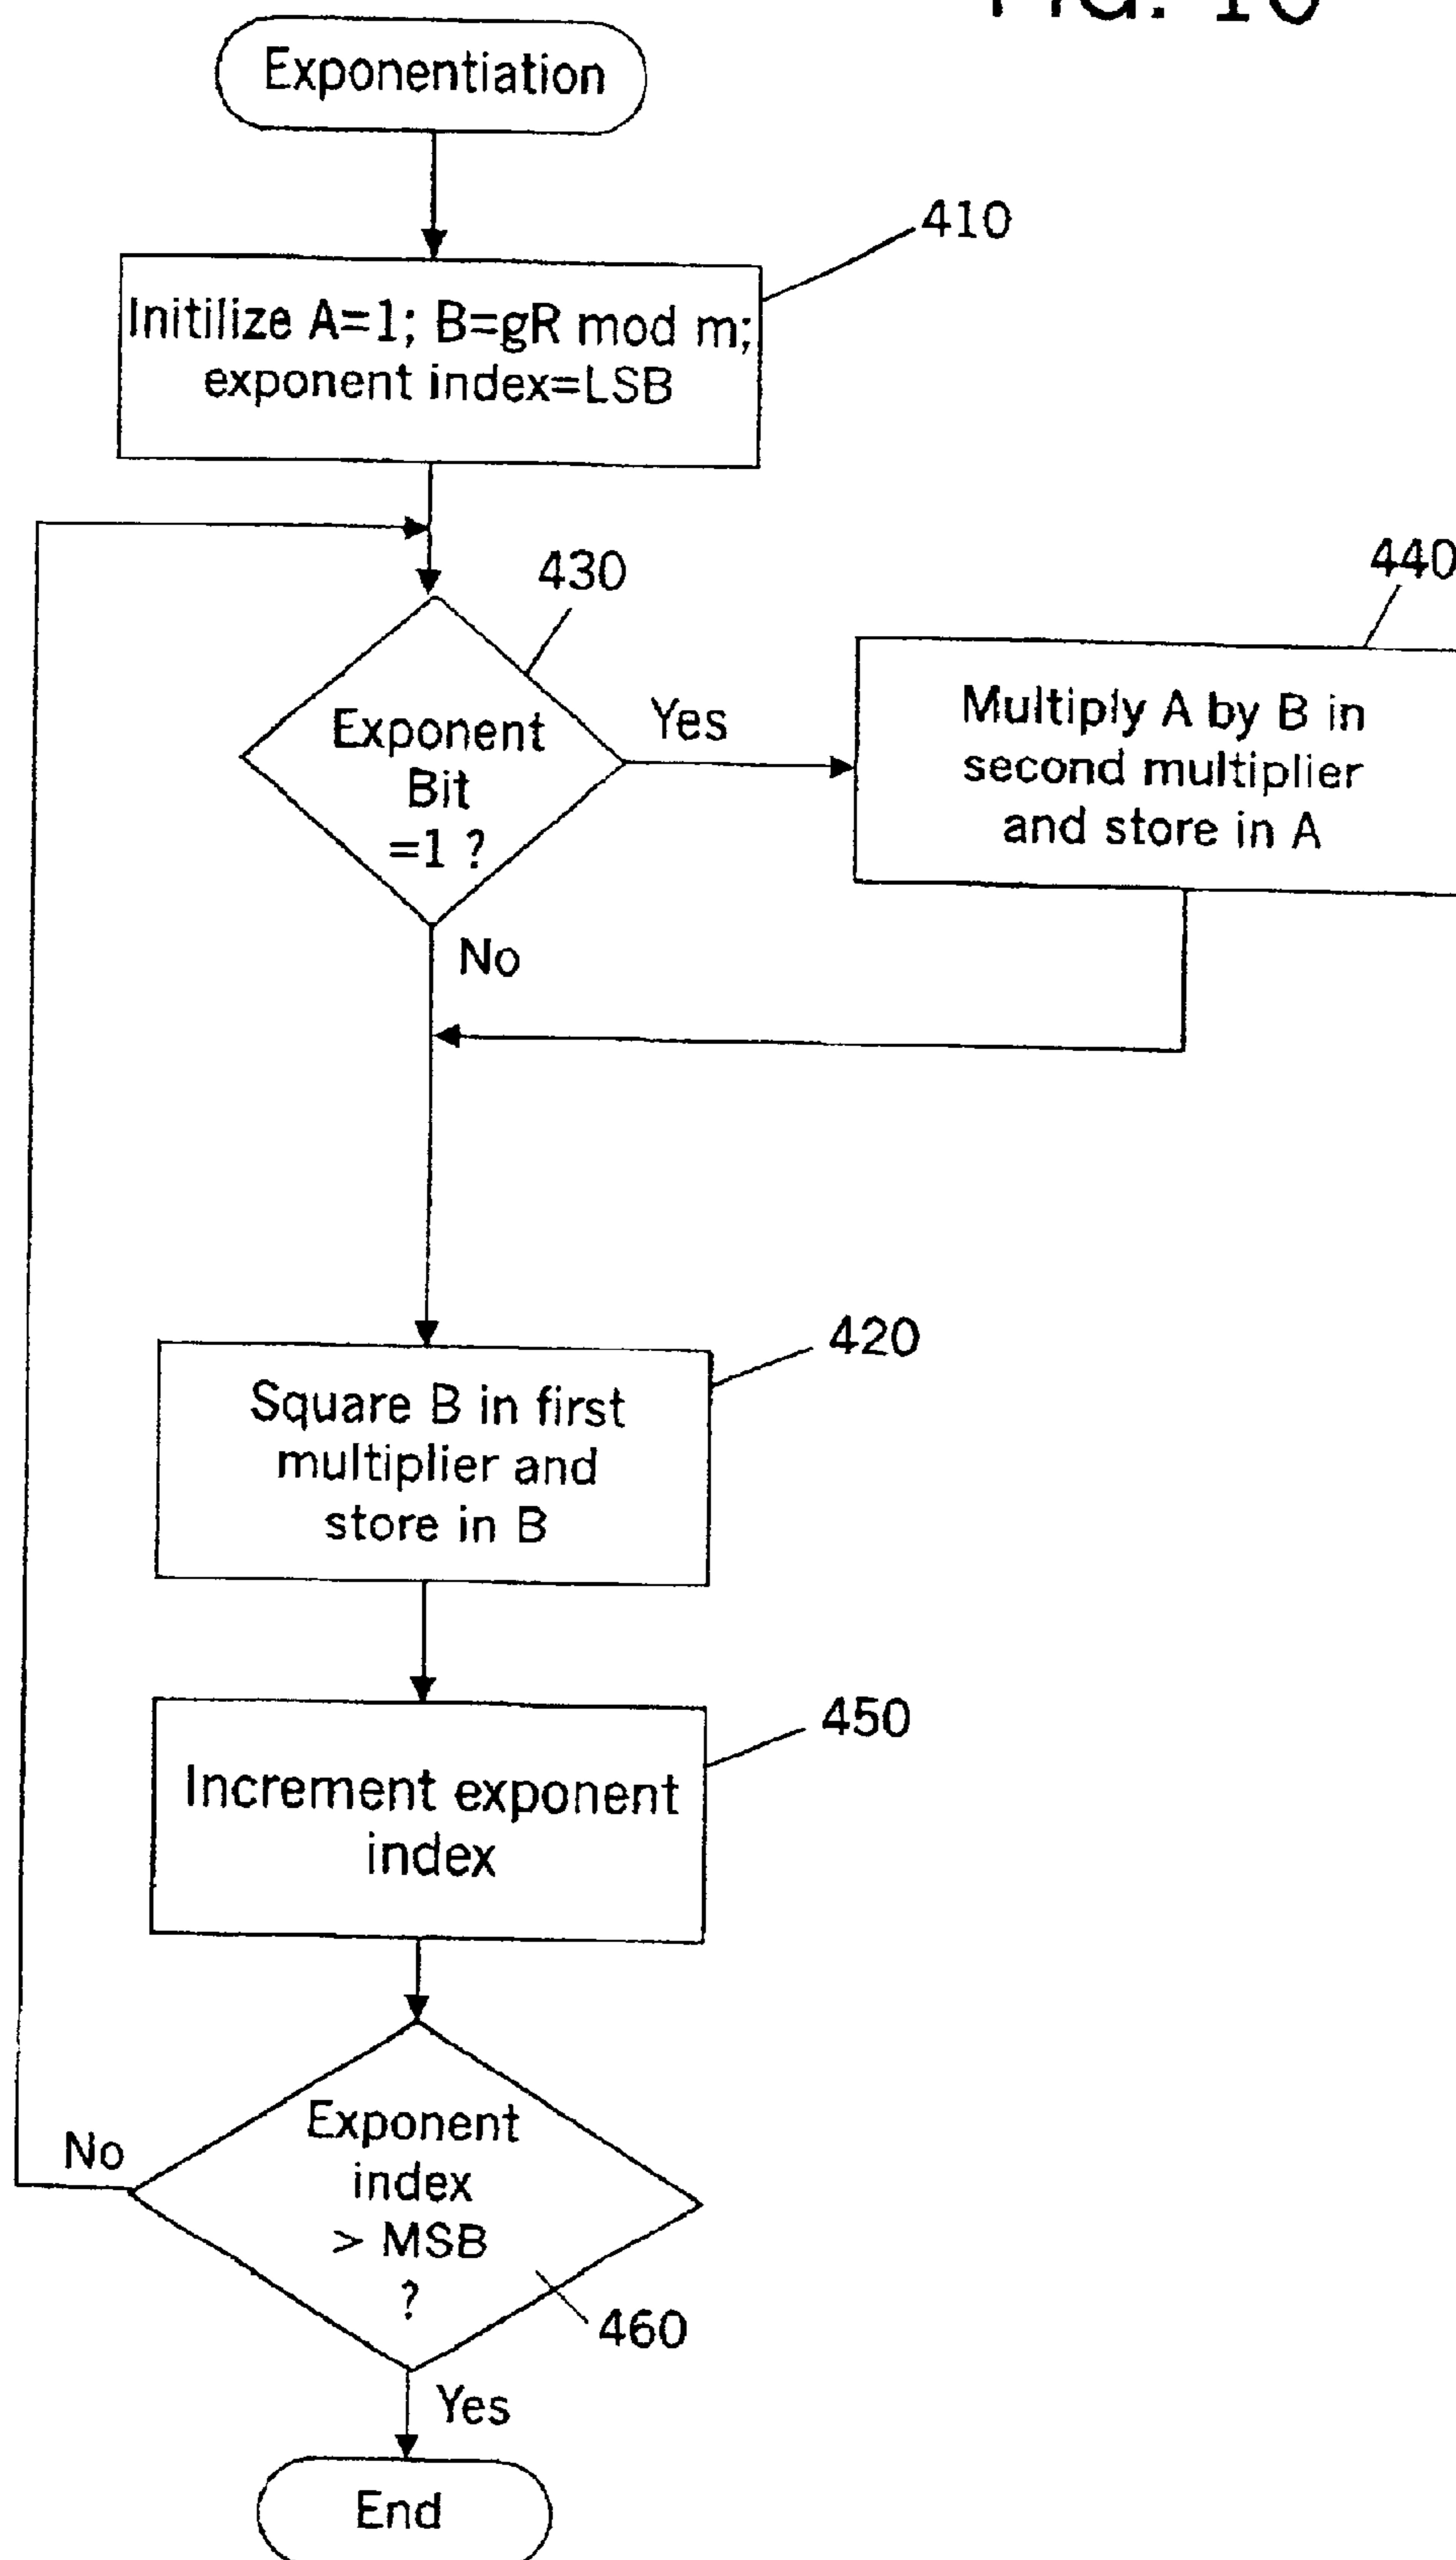 FIG. 10
Exponentiation
410
Initilize A=1; B=gR mod m;
exponent index=LSB
430
440
Exponent
Bit
=1 ?
Yes
Multiply A by B in
second multiplier
and store in A
No
420
Square B in first
multiplier and
store in B
450
Increment exponent
index
No
Exponent
index
> MSB
?
460
Yes
End